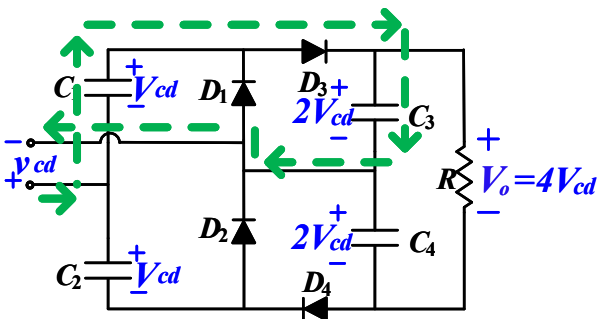 C1 + Vcd −
D1
D3
2Vcd + −
C3
− vcd +
R
+ Vo=4Vcd −
D2
2Vcd + −
C4
C2 + Vcd −
D4